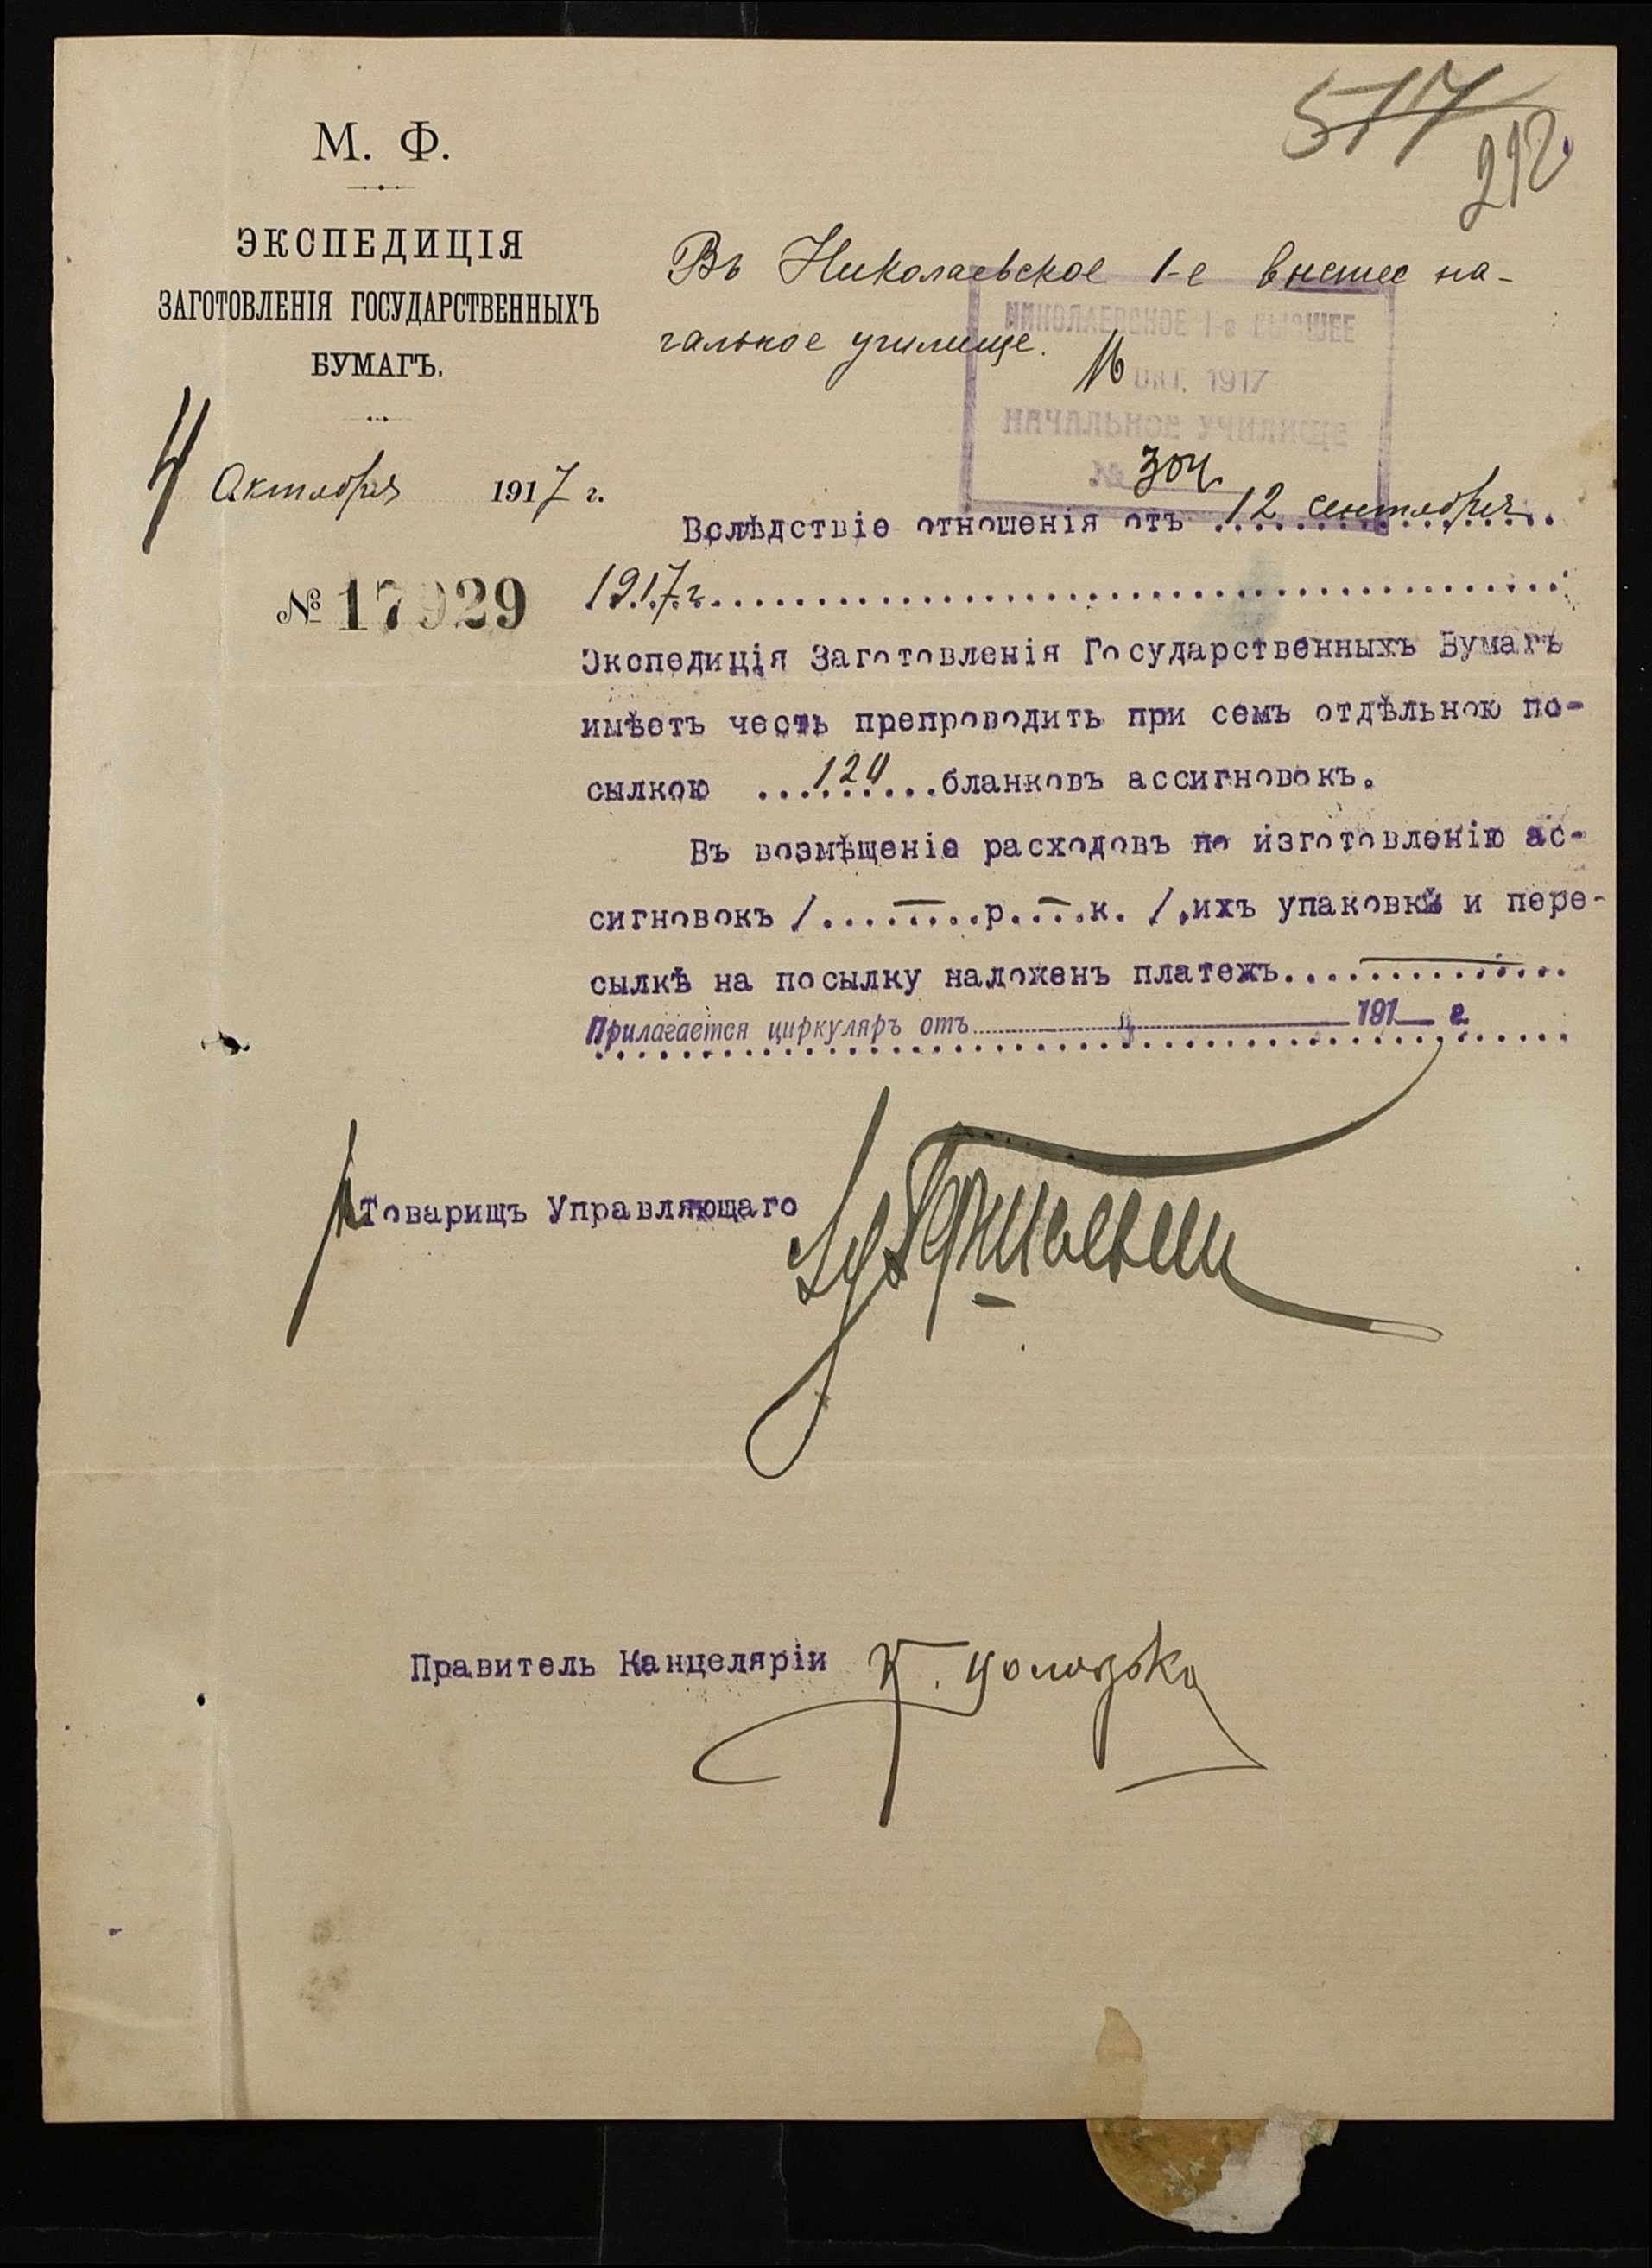 577
212
М. Ф.
ЭКСПЕДИЦІЯ
ЗАГОТОВЛЕНІЯ ГОСУДАРСТВЕННЫХЪ
БУМАГЪ.
4 Октября 1917 г.
№ 17929
Въ Николаевское 1-е высшее на-
чальное училище.
НИКОЛАЕВСКОЕ 1-е ВЫСШЕЕ
16 ОКТ. 1917
НАЧАЛЬНОЕ УЧИЛИЩЕ
№ 304
Вслѣдствіе отношенія отъ 12 сентября
1917 г.
Экспедиція Заготовленія Государственныхъ Бумагъ
имѣетъ честь препроводить при семъ отдѣльною по-
сылкою ...120... бланковъ ассигновокъ.
Въ возмѣщеніе расходовъ по изготовленію ас-
сигновокъ /...—...р..—..к. /,ихъ упаковкѣ и пере-
сылкѣ на посылку наложенъ платежъ...—...
Прилагается циркуляръ отъ 191 г.
Товарищъ Управляющаго
Правитель Канцеляріи